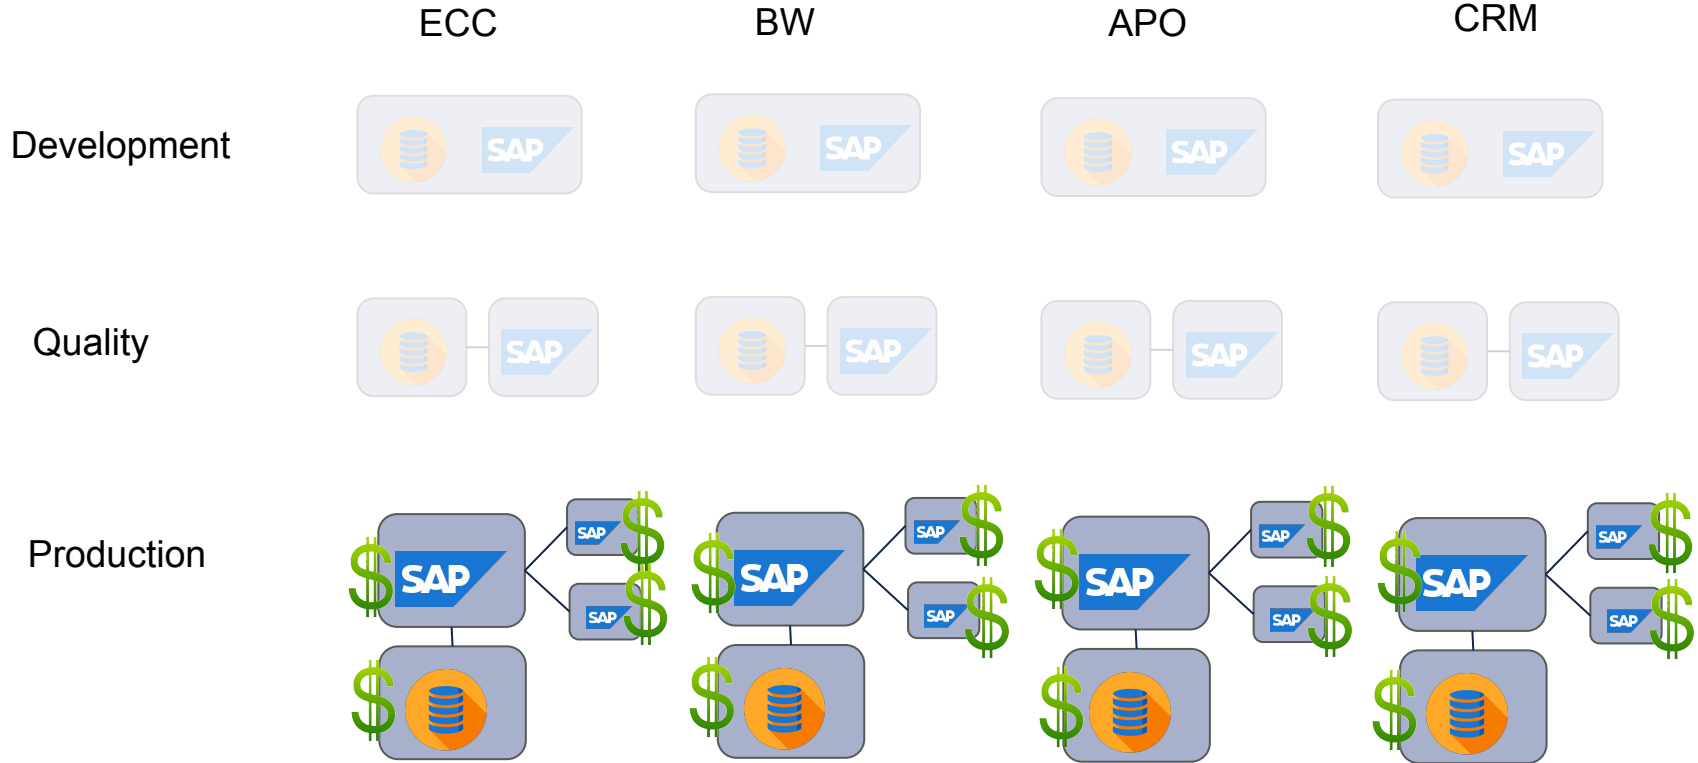 ECC BW APO CRM
Development
SAP SAP SAP SAP
Quality
SAP SAP SAP SAP
Production
$ SAP SAP $ $ SAP SAP $ $ SAP SAP $ $ SAP SAP $
SAP $ SAP $ SAP $ SAP $
$ $ $ $